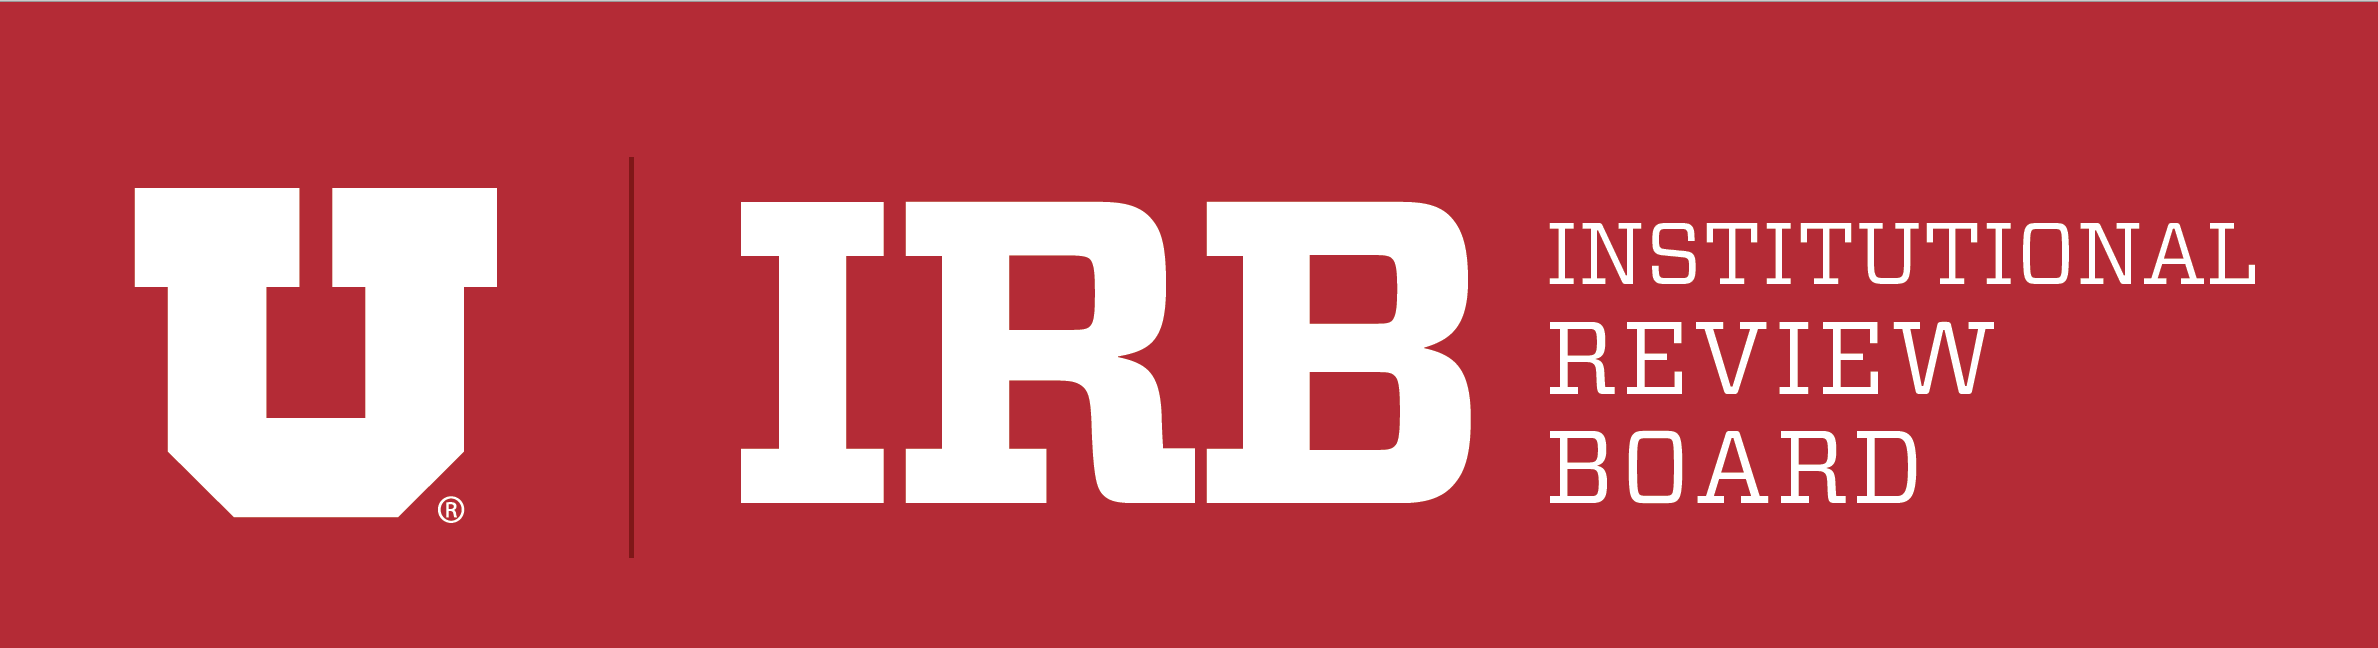 U®
IRB
INSTITUTIONAL
REVIEW
BOARD